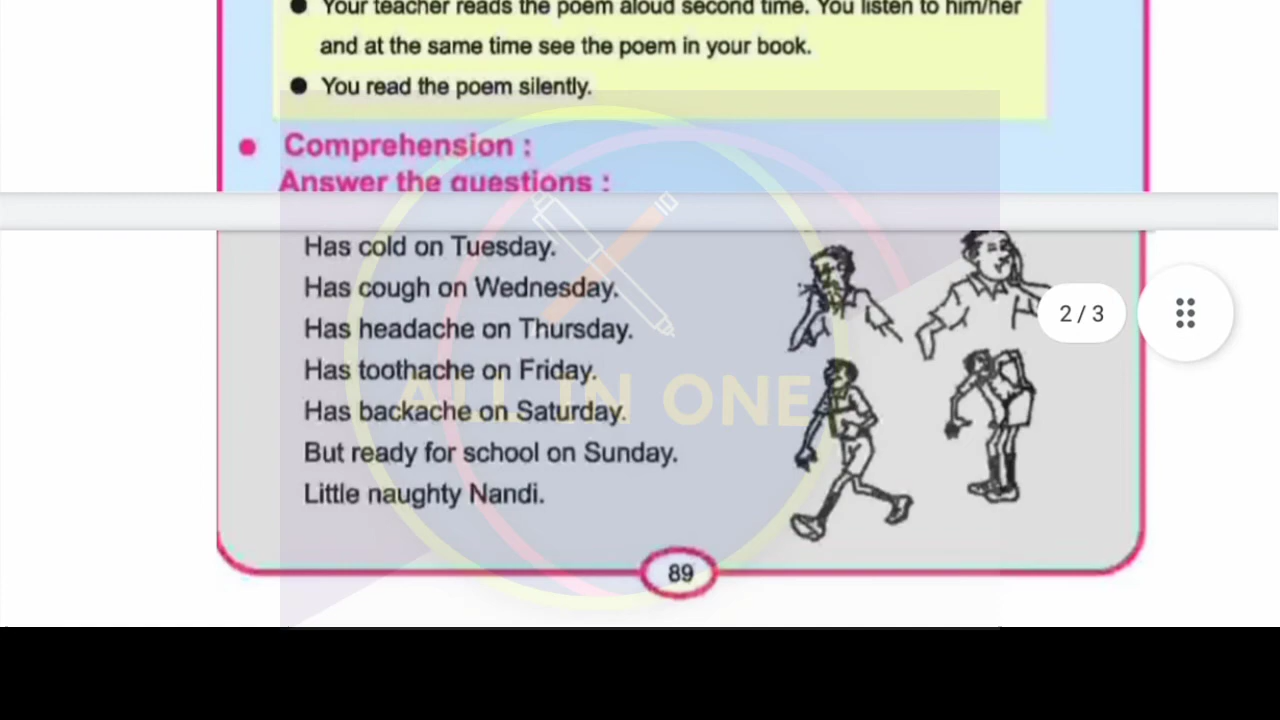 ● Your teacher reads the poem aloud second time. You listen to him/her
and at the same time see the poem in your book.
● You read the poem silently.
● Comprehension :
Answer the questions :
Has cold on Tuesday.
Has cough on Wednesday.
Has headache on Thursday.
Has toothache on Friday.
Has backache on Saturday.
But ready for school on Sunday.
Little naughty Nandi.
2 / 3
ALL IN ONE
89